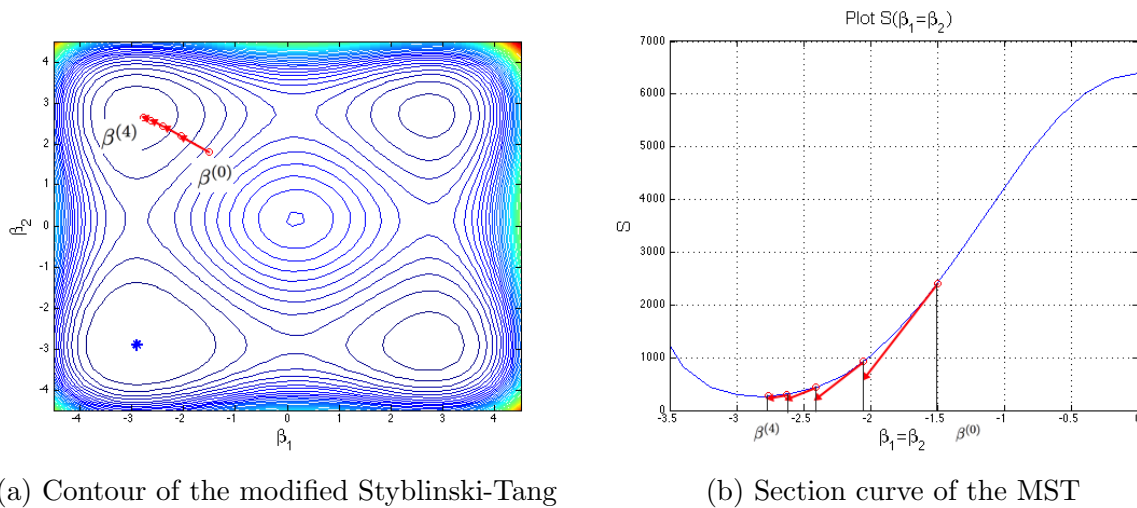 Plot S(β₁=β₂)
4
3
2
1
0
-1
-2
-3
-4
β₂
β⁽⁴⁾
β⁽⁰⁾
-4 -3 -2 -1 0 1 2 3 4
β₁
7000
6000
5000
4000
3000
2000
1000
0
S
-3.5 -3 -2.5 -2 -1.5 -1 -0.5 0
β⁽⁴⁾ β₁=β₂ β⁽⁰⁾
a) Contour of the modified Styblinski-Tang
(b) Section curve of the MST